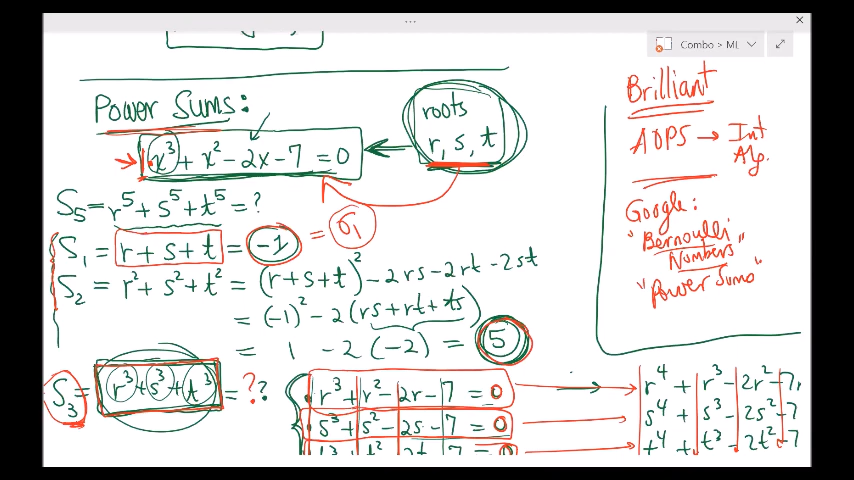 Combo > ML
Power Sums:
x³ + x² - 2x - 7 = 0
roots
r, s, t
S₅ = r⁵ + s⁵ + t⁵ = ?
S₁ = r + s + t = -1 = σ₁
S₂ = r² + s² + t² = (r+s+t)² - 2rs - 2rt - 2st
= (-1)² - 2(rs + rt + ts)
= 1 - 2(-2) = 5
S₃ = r³ + s³ + t³ = ??
r³ + r² - 2r - 7 = 0
s³ + s² - 2s - 7 = 0
r⁴ + r³ - 2r² - 7r
s⁴ + s³ - 2s² - 7
t⁴ + t³ - 2t² - 7
Brilliant
AOPS → Int
Alg.
Google:
"Bernoulli
Numbers"
"Power Sums"